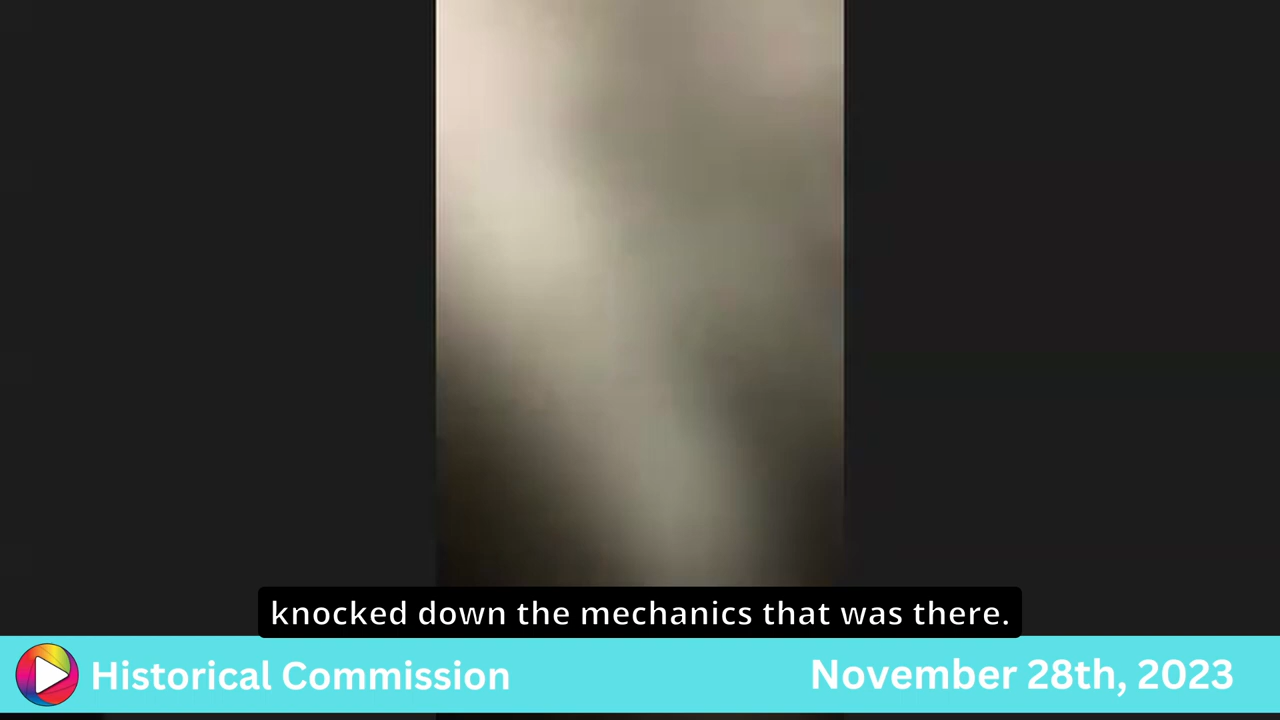 knocked down the mechanics that was there.
Historical Commission
November 28th, 2023